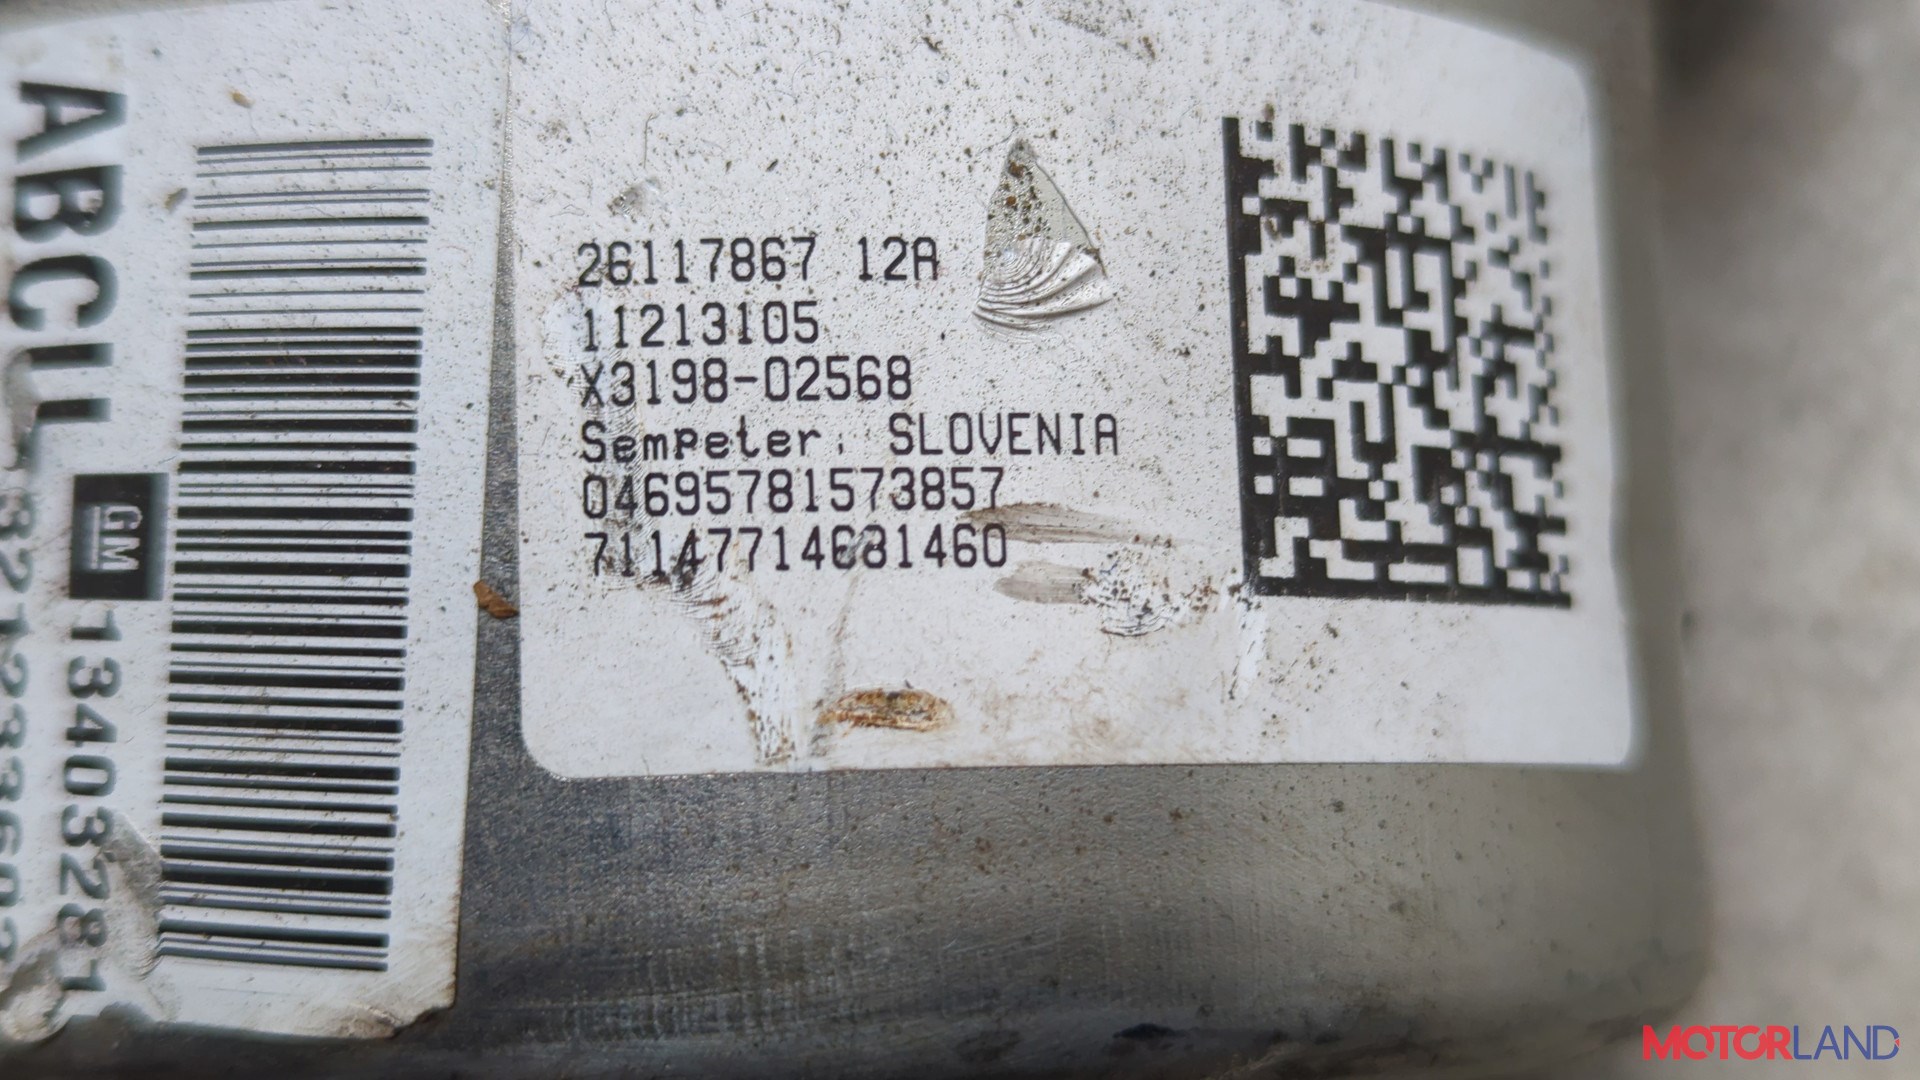 ABCU
GM 13403281
26117867 12A
11213105
X3198-02568
Sempeter, SLOVENIA
04695781573857
71147714681460
MOTORLAND